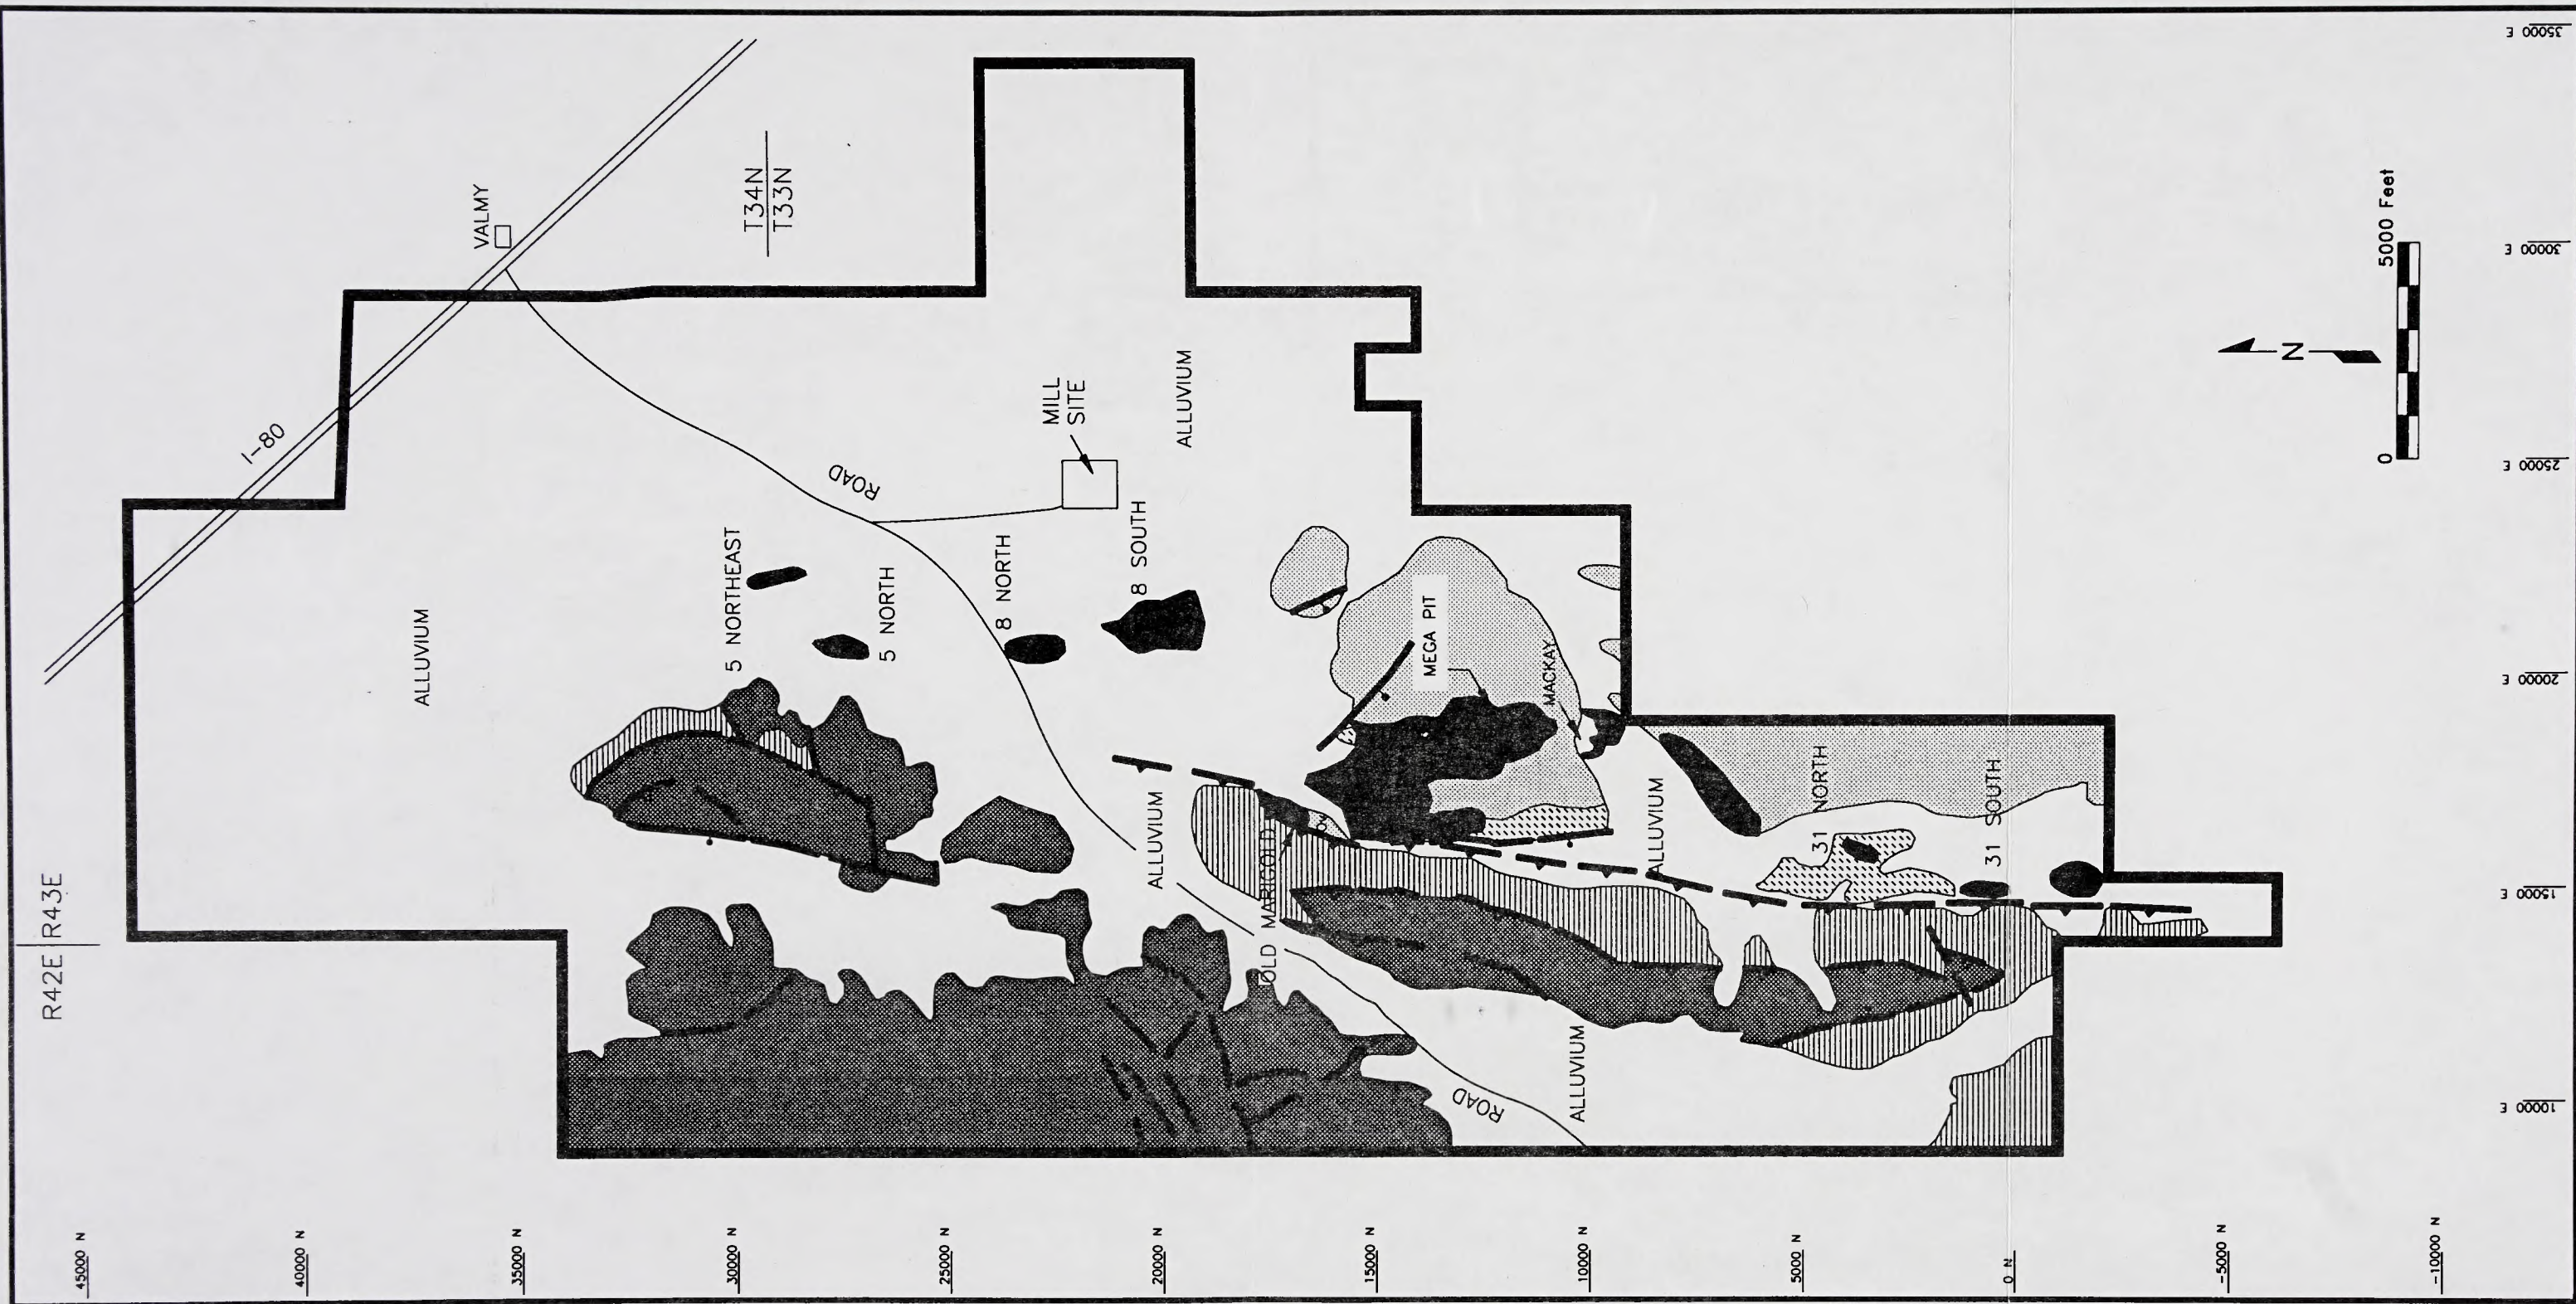 R42E R43E
I-80
VALMY
T34N
T33N
ALLUVIUM
5 NORTHEAST
5 NORTH
ROAD
8 NORTH
8 SOUTH
MILL
SITE
ALLUVIUM
ALLUVIUM
OLD MARIGOLD
MEGA PIT
MACKAY
ALLUVIUM
ALLUVIUM
ROAD
31 NORTH
31 SOUTH
N
0 5000 Feet
45000 N
40000 N
35000 N
30000 N
25000 N
20000 N
15000 N
10000 N
5000 N
0 N
-5000 N
-10000 N
10000 E
15000 E
20000 E
25000 E
30000 E
35000 E